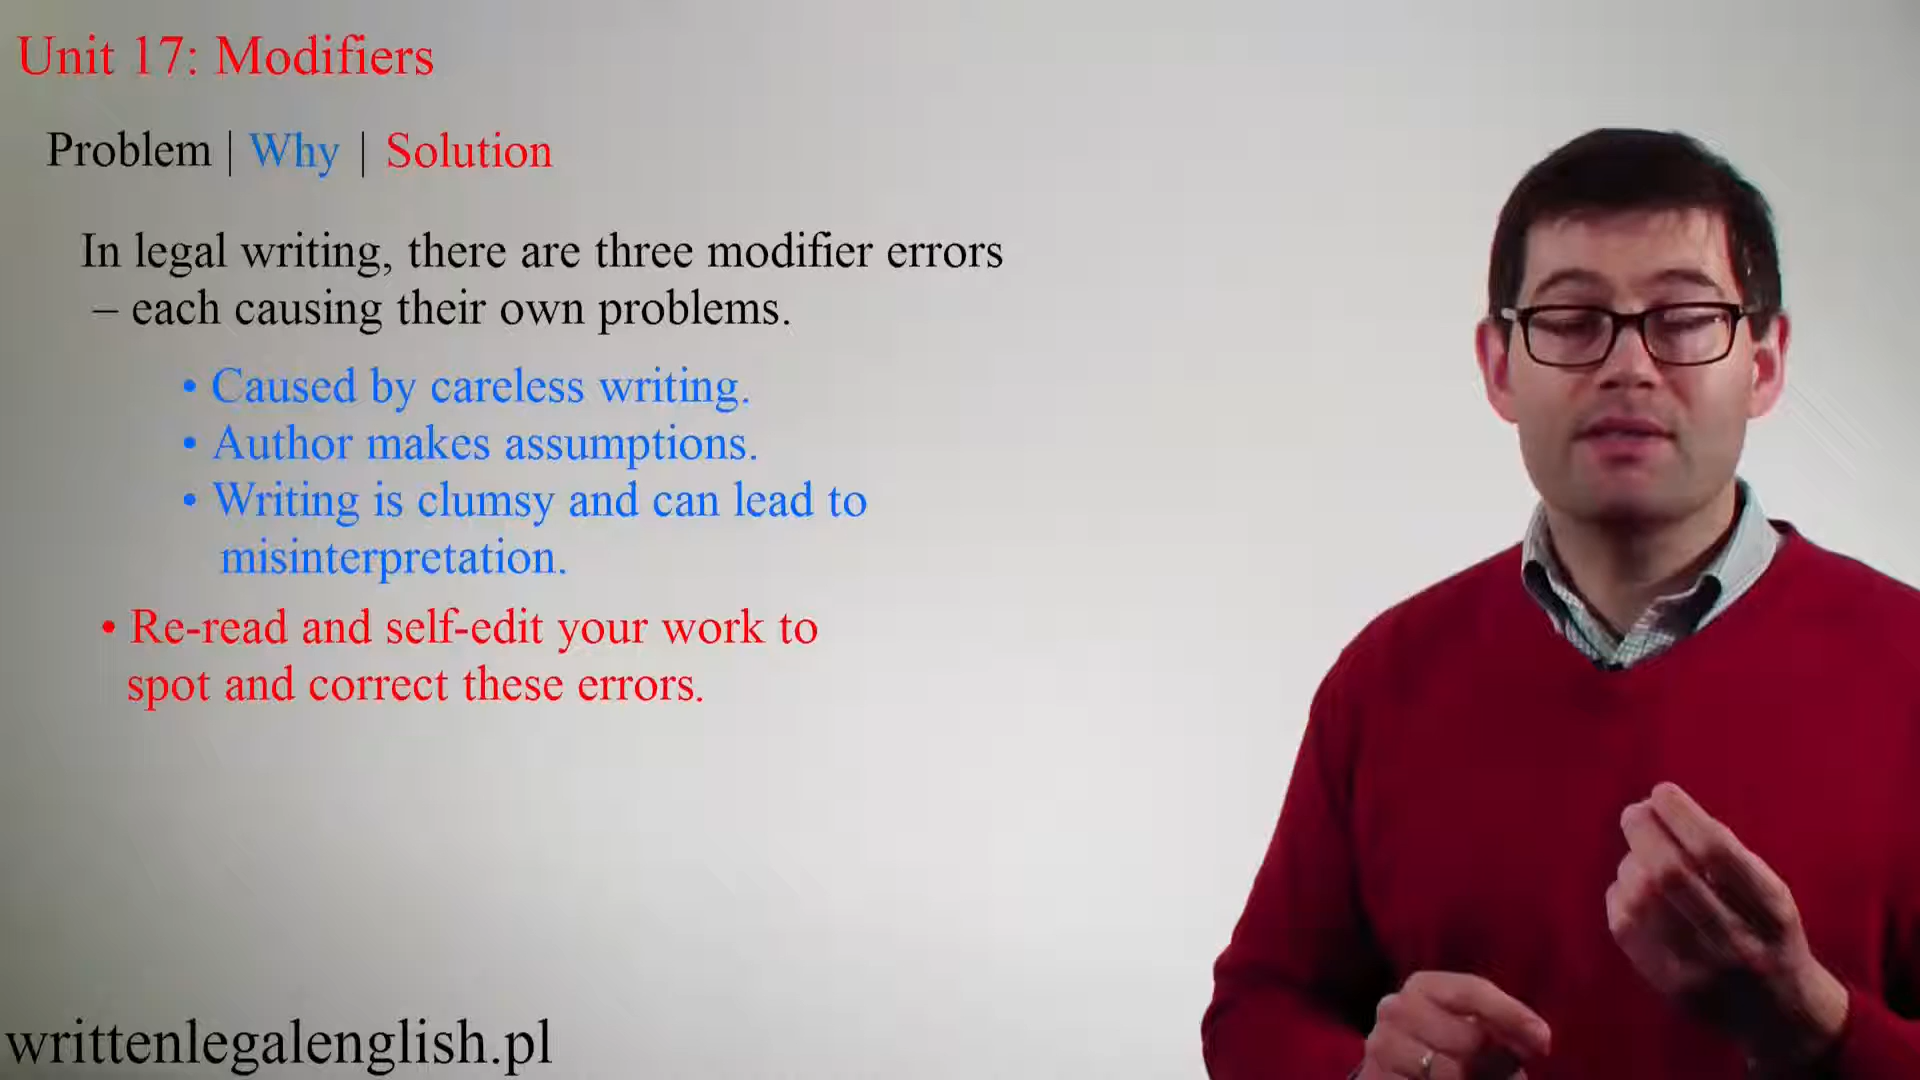 Unit 17: Modifiers
Problem | Why | Solution
In legal writing, there are three modifier errors
– each causing their own problems.
• Caused by careless writing.
• Author makes assumptions.
• Writing is clumsy and can lead to
misinterpretation.
• Re-read and self-edit your work to
spot and correct these errors.
writtenlegalenglish.pl